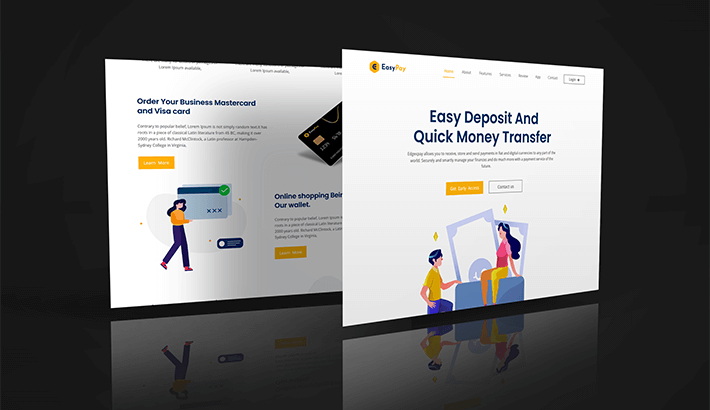 Lorem Ipsum available,
Lorem Ipsum available,
Order Your Business Mastercard
and Visa card
Contrary to popular belief, Lorem Ipsum is not simply random text it has
roots in a piece of classical Latin literature from 45 BC, making it over
2000 years old. Richard McClintock, a Latin professor at Hampden-
Sydney College in Virginia,
Learn More
Online shopping Bein
Our wallet.
Contrary to popular belief, Lorem Ipsum is not
roots in a piece of classical Latin literature from
2000 years old. Richard McClintock, a Latin
Sydney College in Virginia,
Learn More
EasyPay
Home
About
Features
Services
Review
App
Contact
Login
Easy Deposit And
Quick Money Transfer
Edgepay allows you to receive, store and send payments in fiat and digital currencies to any part of the
world. Securely and smartly manage your finances and do much more with a payment service of the
future.
Get Early Access
Contact us